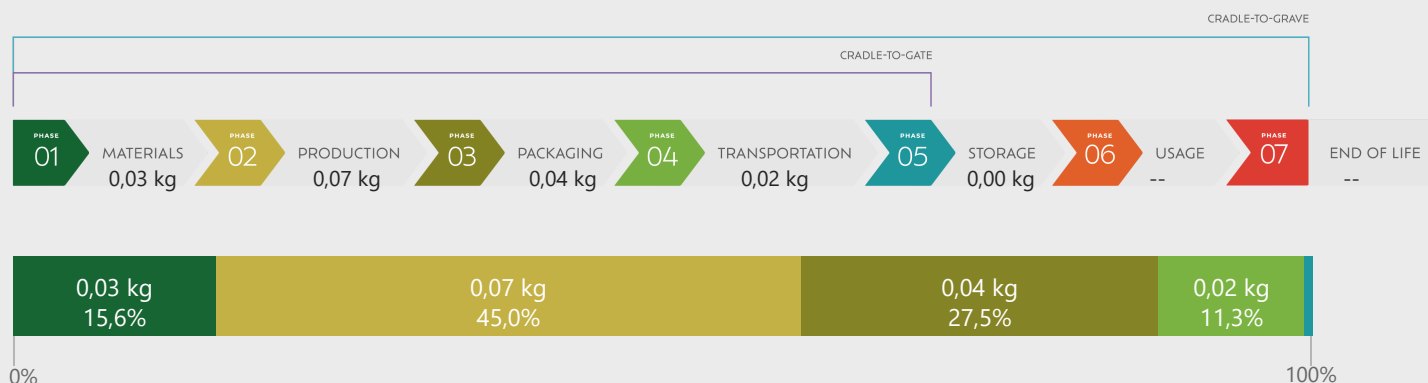 CRADLE-TO-GRAVE
CRADLE-TO-GATE
PHASE
01
MATERIALS
0,03 kg
PHASE
02
PRODUCTION
0,07 kg
PHASE
03
PACKAGING
0,04 kg
PHASE
04
TRANSPORTATION
0,02 kg
PHASE
05
STORAGE
0,00 kg
PHASE
06
USAGE
--
PHASE
07
END OF LIFE
--
0,03 kg
15,6%
0,07 kg
45,0%
0,04 kg
27,5%
0,02 kg
11,3%
0%
100%